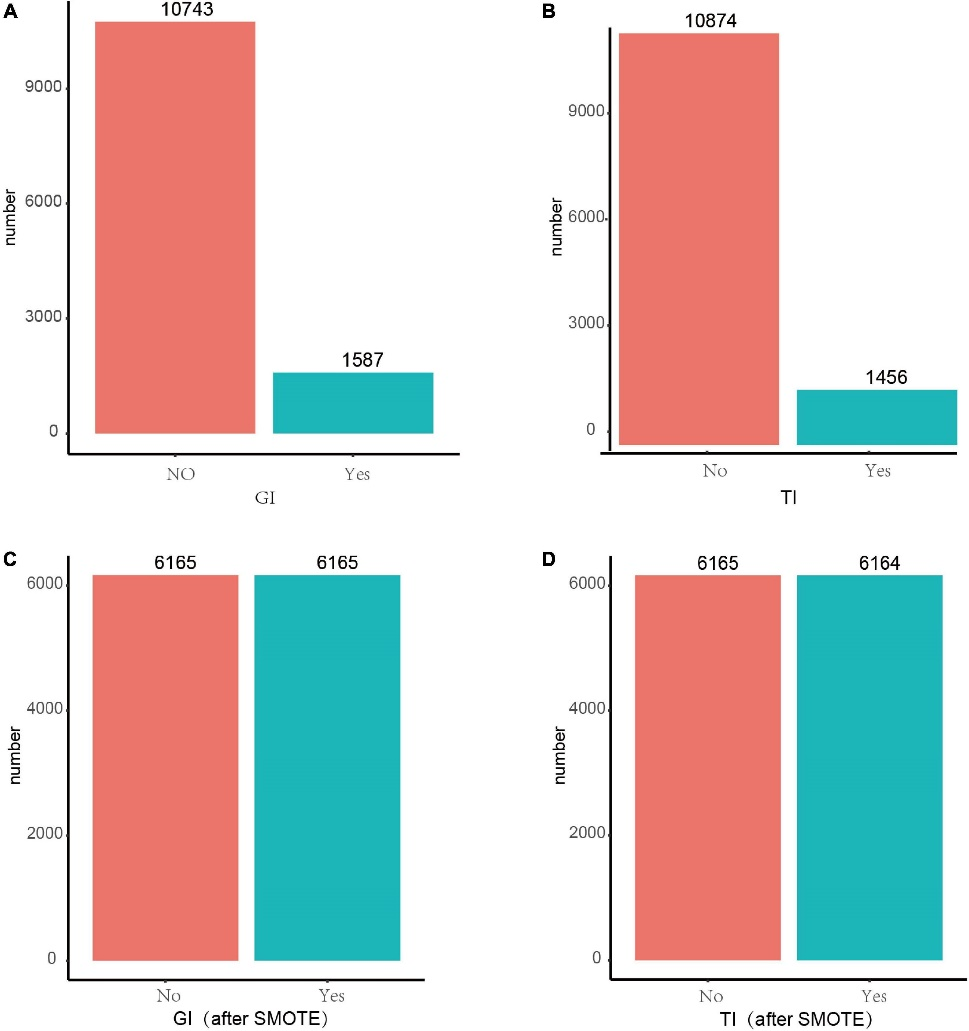 A
10743
9000
6000
3000
0
number
1587
NO
Yes
GI
B
10874
9000
6000
3000
0
number
1456
No
Yes
TI
C
6165
6165
6000
4000
2000
0
number
No
Yes
GI（after SMOTE）
D
6165
6164
6000
4000
2000
0
number
No
Yes
TI（after SMOTE）